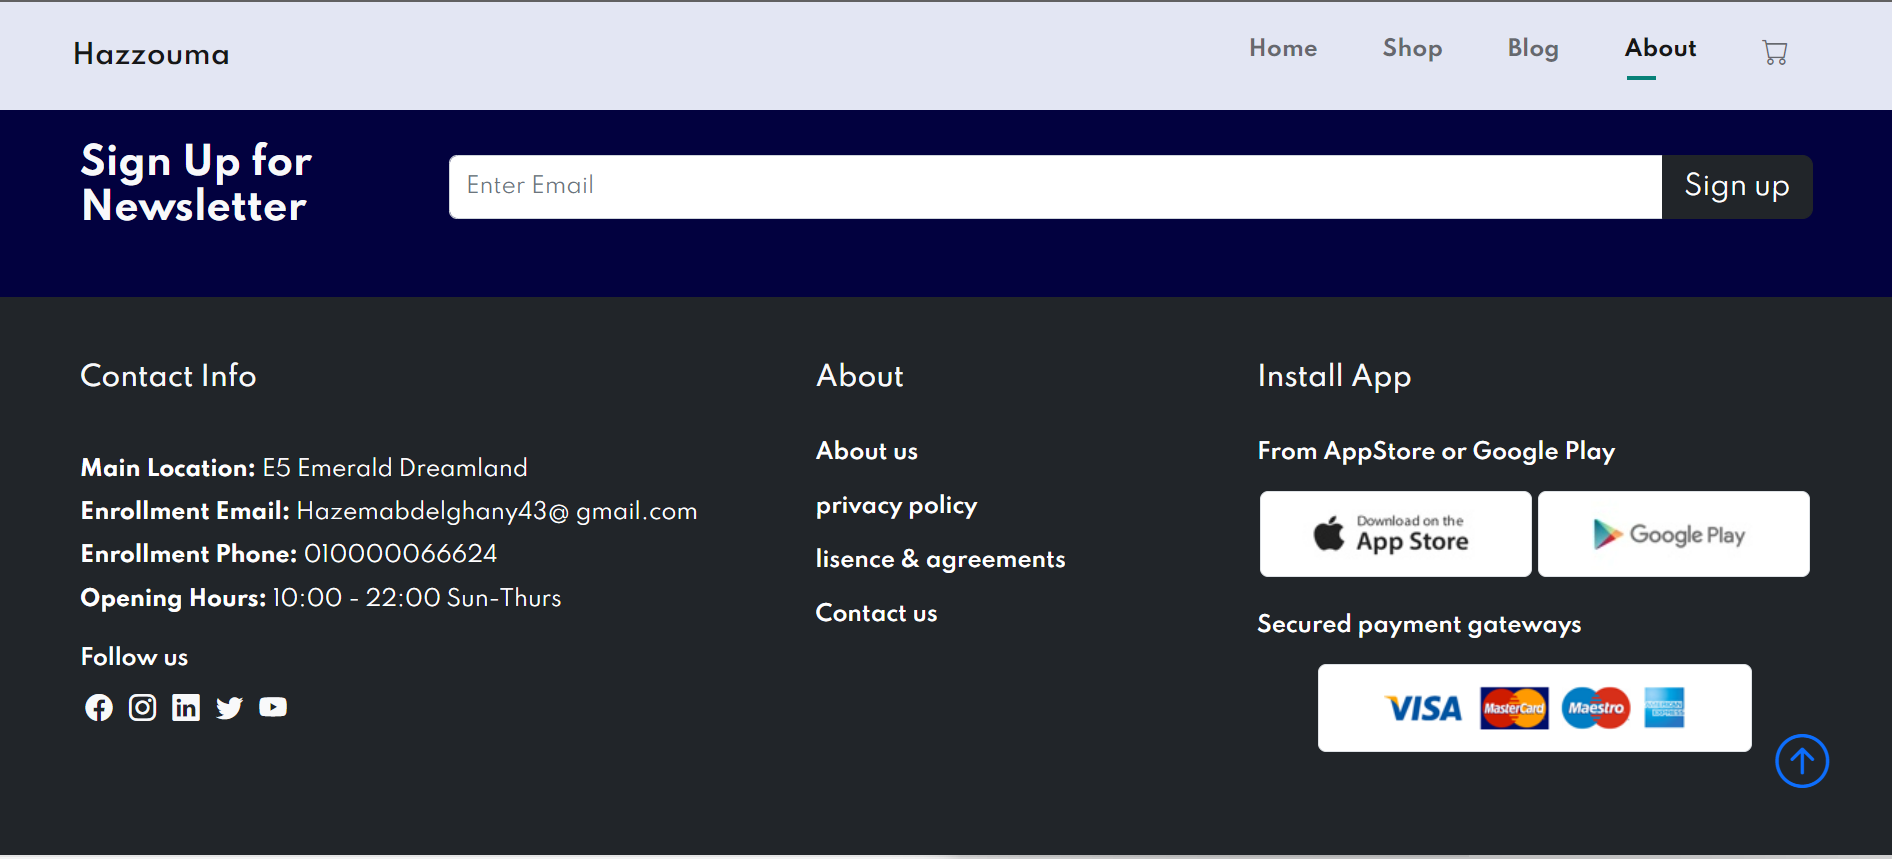 Hazzouma
Home
Shop
Blog
About
Sign Up for
Newsletter
Enter Email
Sign up
Contact Info
Main Location: E5 Emerald Dreamland
Enrollment Email: Hazemabdelghany43@ gmail.com
Enrollment Phone: 010000066624
Opening Hours: 10:00 - 22:00 Sun-Thurs
Follow us
About
About us
privacy policy
lisence & agreements
Contact us
Install App
From AppStore or Google Play
Download on the
App Store
Google Play
Secured payment gateways
VISA
MasterCard
Maestro
AMERICAN
EXPRESS